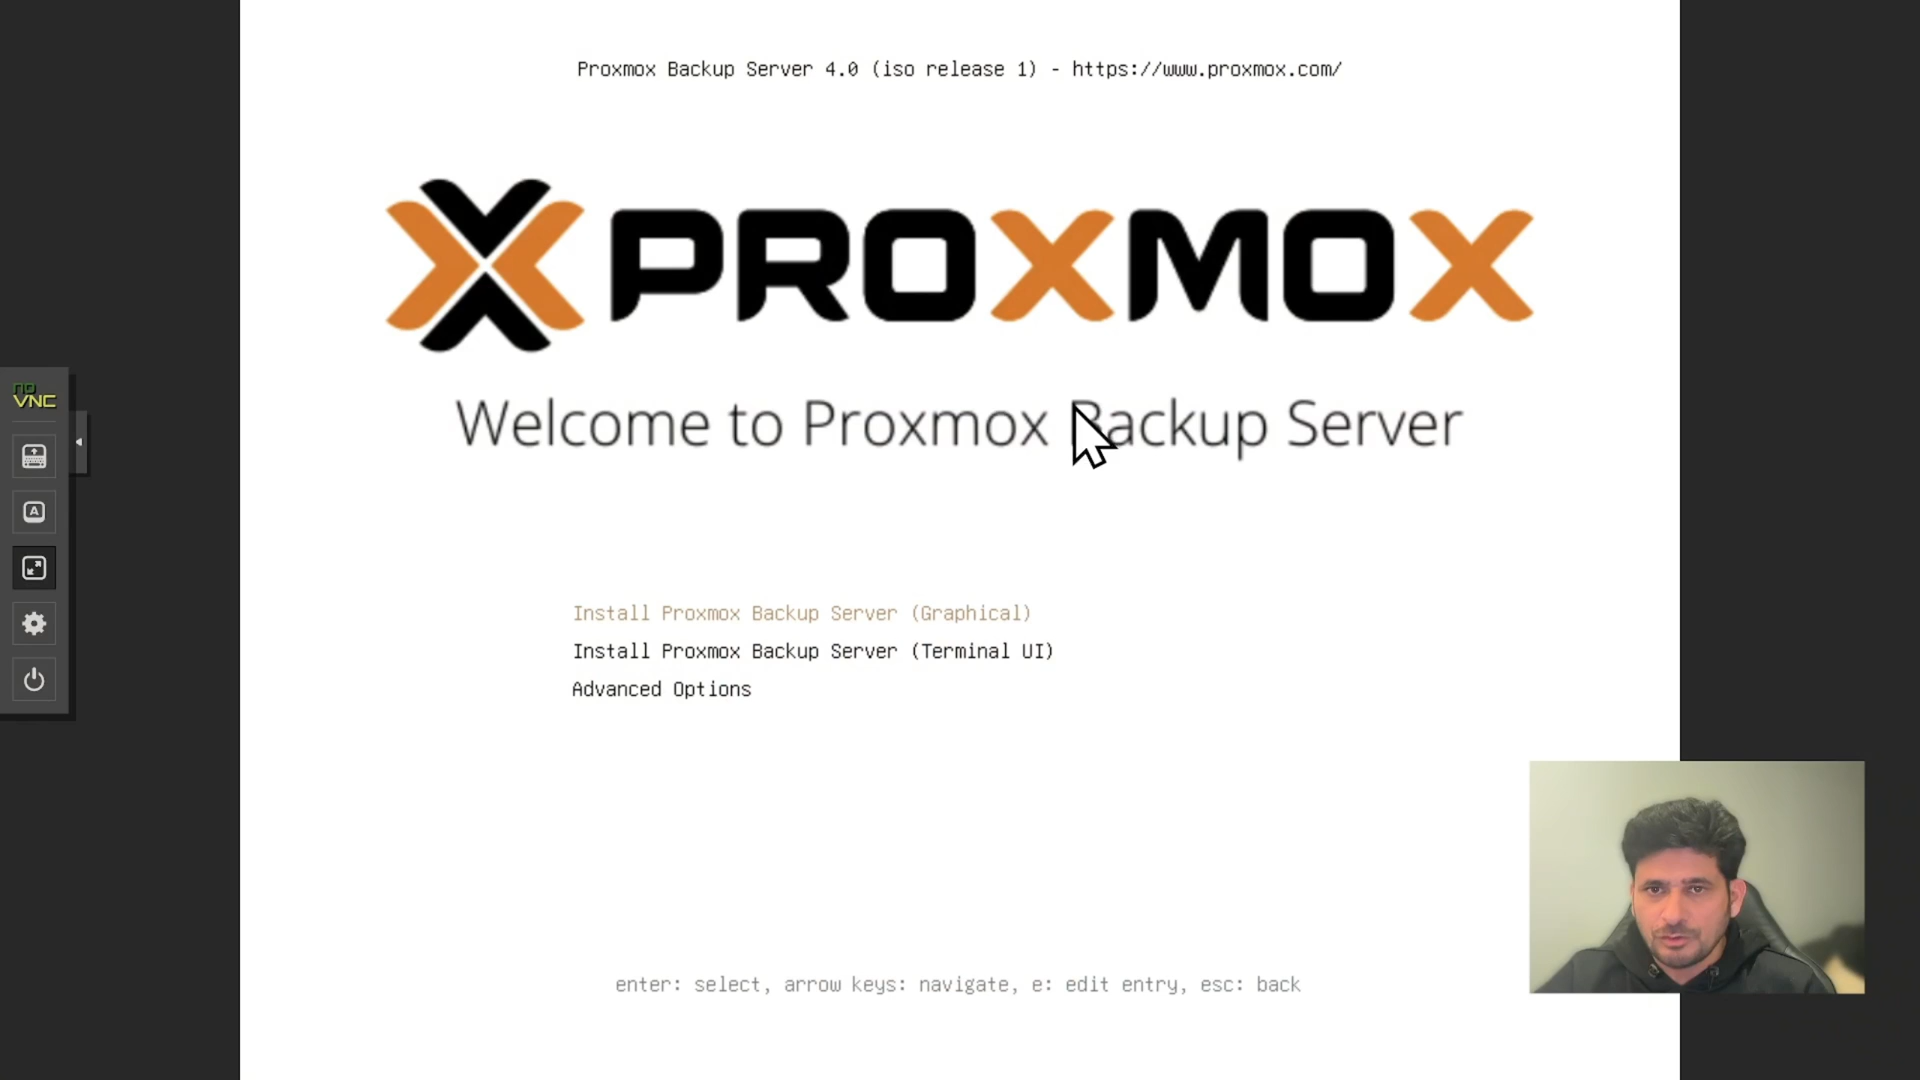 Proxmox Backup Server 4.0 (iso release 1) - https://www.proxmox.com/
PROXMOX
Welcome to Proxmox Backup Server
no
VNC
A
Install Proxmox Backup Server (Graphical)
Install Proxmox Backup Server (Terminal UI)
Advanced Options
enter: select, arrow keys: navigate, e: edit entry, esc: back